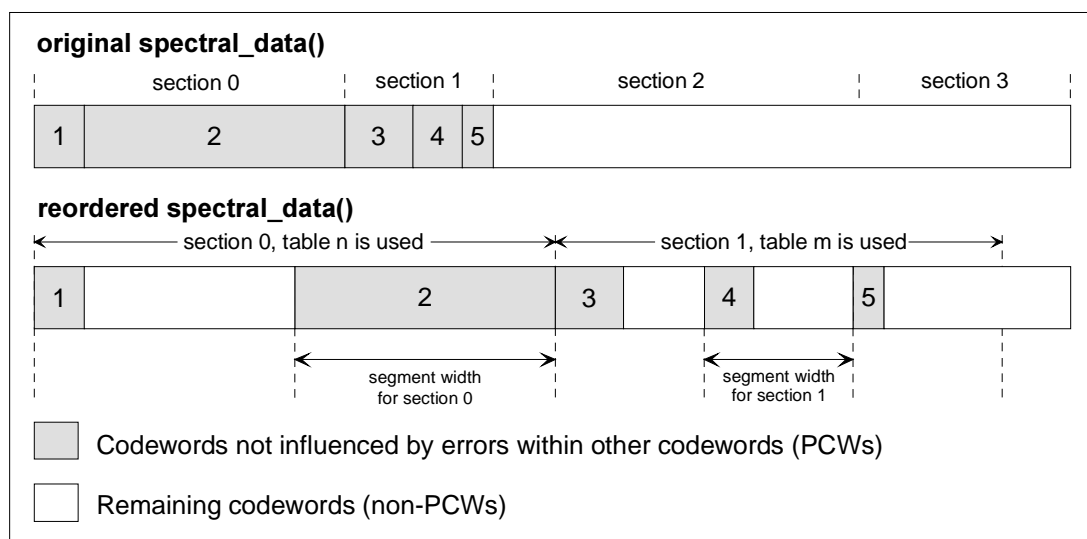 original spectral_data()
section 0
section 1
section 2
section 3
1
2
3
4
5
reordered spectral_data()
section 0, table n is used
section 1, table m is used
1
2
3
4
5
segment width
for section 0
segment width
for section 1
Codewords not influenced by errors within other codewords (PCWs)
Remaining codewords (non-PCWs)